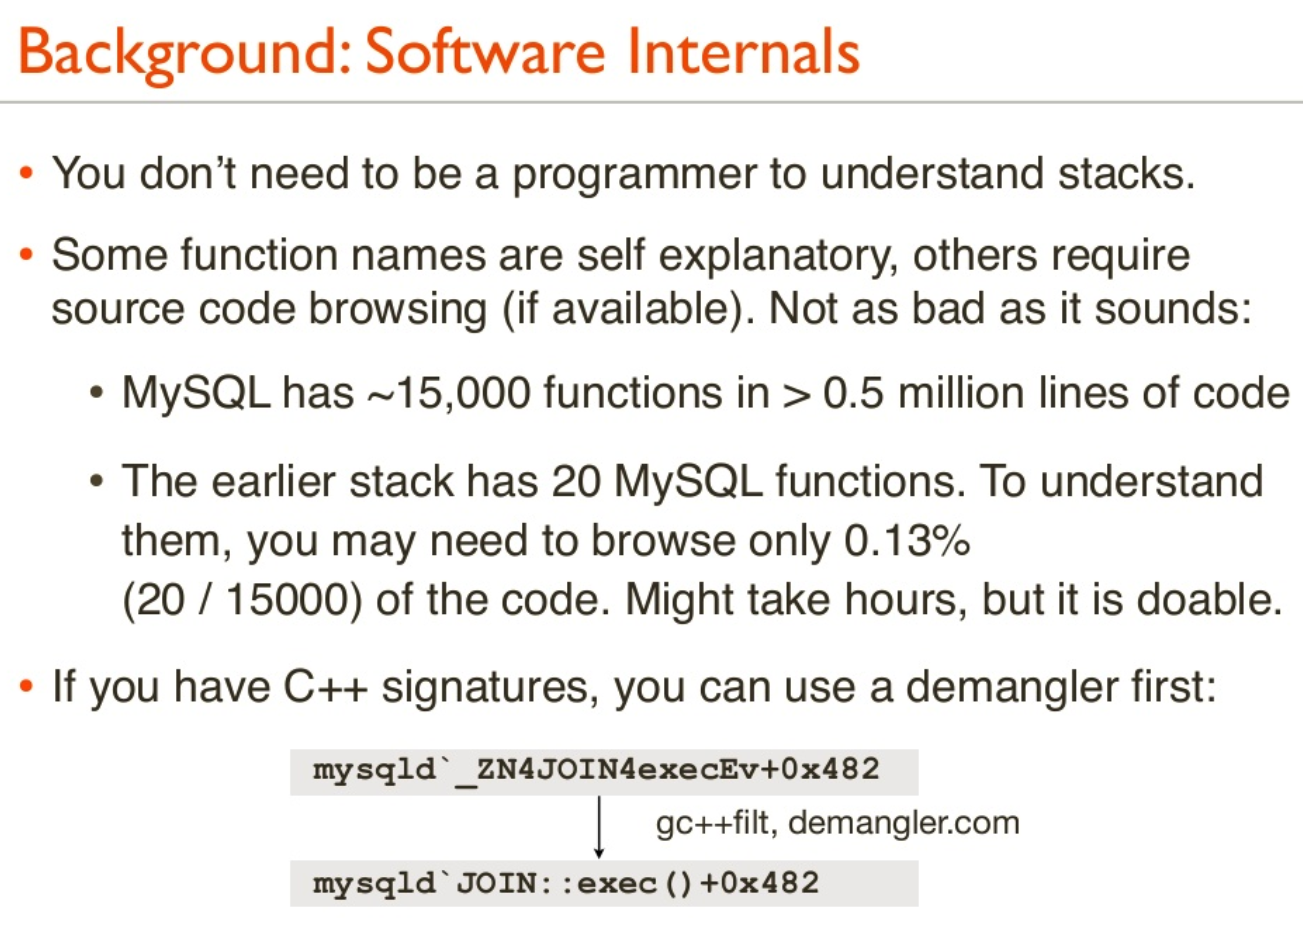 Background: Software Internals
• You don't need to be a programmer to understand stacks.
• Some function names are self explanatory, others require
source code browsing (if available). Not as bad as it sounds:
• MySQL has ~15,000 functions in > 0.5 million lines of code
• The earlier stack has 20 MySQL functions. To understand
them, you may need to browse only 0.13%
(20 / 15000) of the code. Might take hours, but it is doable.
• If you have C++ signatures, you can use a demangler first:
mysqld`_ZN4JOIN4execEv+0x482
gc++filt, demangler.com
mysqld`JOIN::exec()+0x482